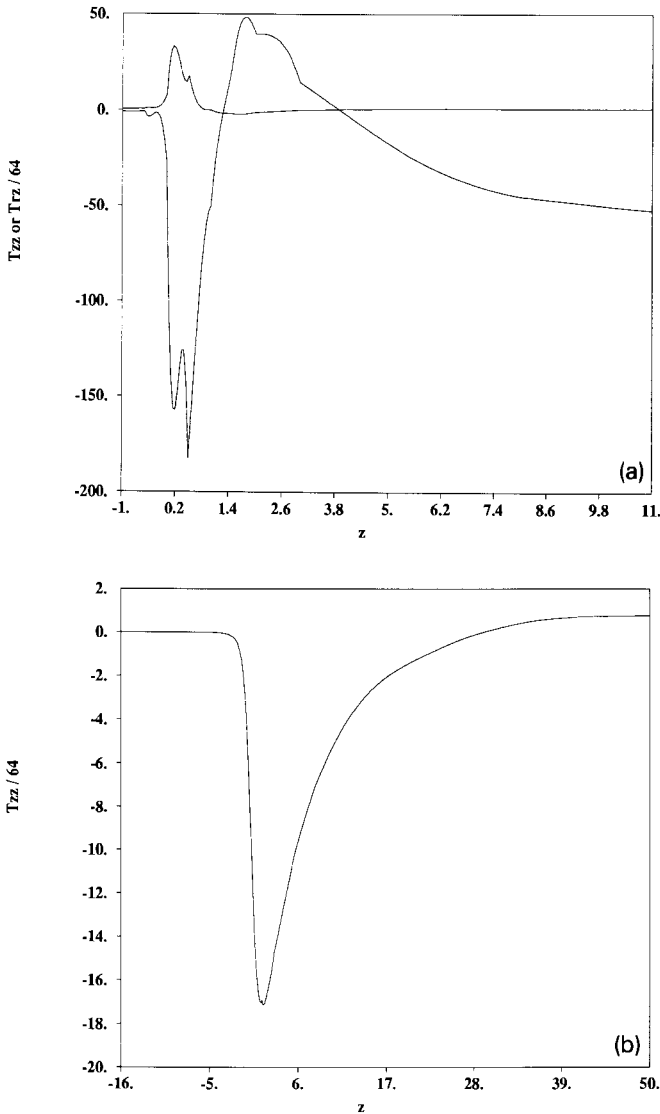 50.
0.
-50.
-100.
-150.
-200.
Tzz or Trz / 64
(a)
-1. 0.2 1.4 2.6 3.8 5. 6.2 7.4 8.6 9.8 11.
z
2.
0.
-2.
-4.
-6.
-8.
-10.
-12.
-14.
-16.
-18.
-20.
Tzz / 64
(b)
-16. -5. 6. 17. 28. 39. 50.
z